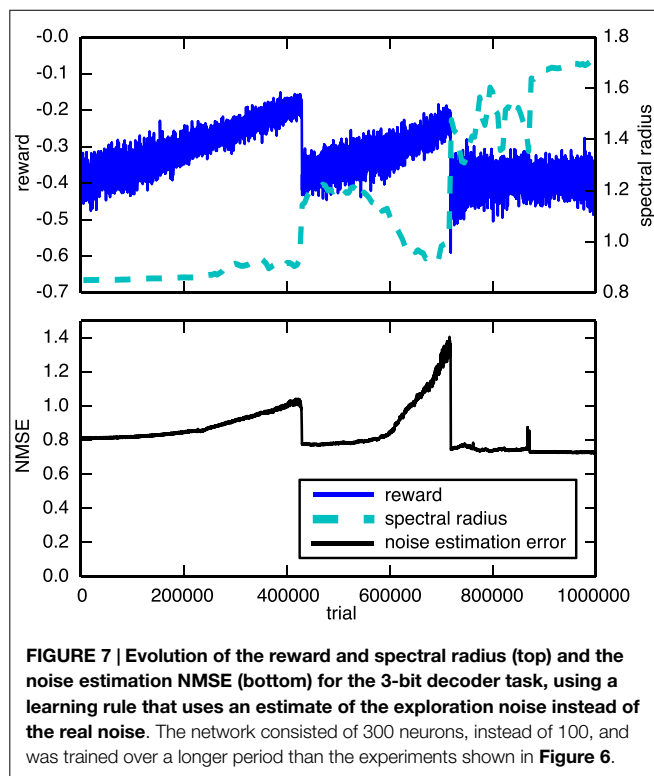 -0.0
-0.1
-0.2
-0.3
-0.4
-0.5
-0.6
-0.7
reward
1.8
1.6
1.4
1.2
1.0
0.8
spectral radius
1.4
1.2
1.0
0.8
0.6
0.4
0.2
0.0
NMSE
reward
spectral radius
noise estimation error
0 200000 400000 600000 800000 1000000
trial
FIGURE 7 | Evolution of the reward and spectral radius (top) and the
noise estimation NMSE (bottom) for the 3-bit decoder task, using a
learning rule that uses an estimate of the exploration noise instead of
the real noise. The network consisted of 300 neurons, instead of 100, and
was trained over a longer period than the experiments shown in Figure 6.